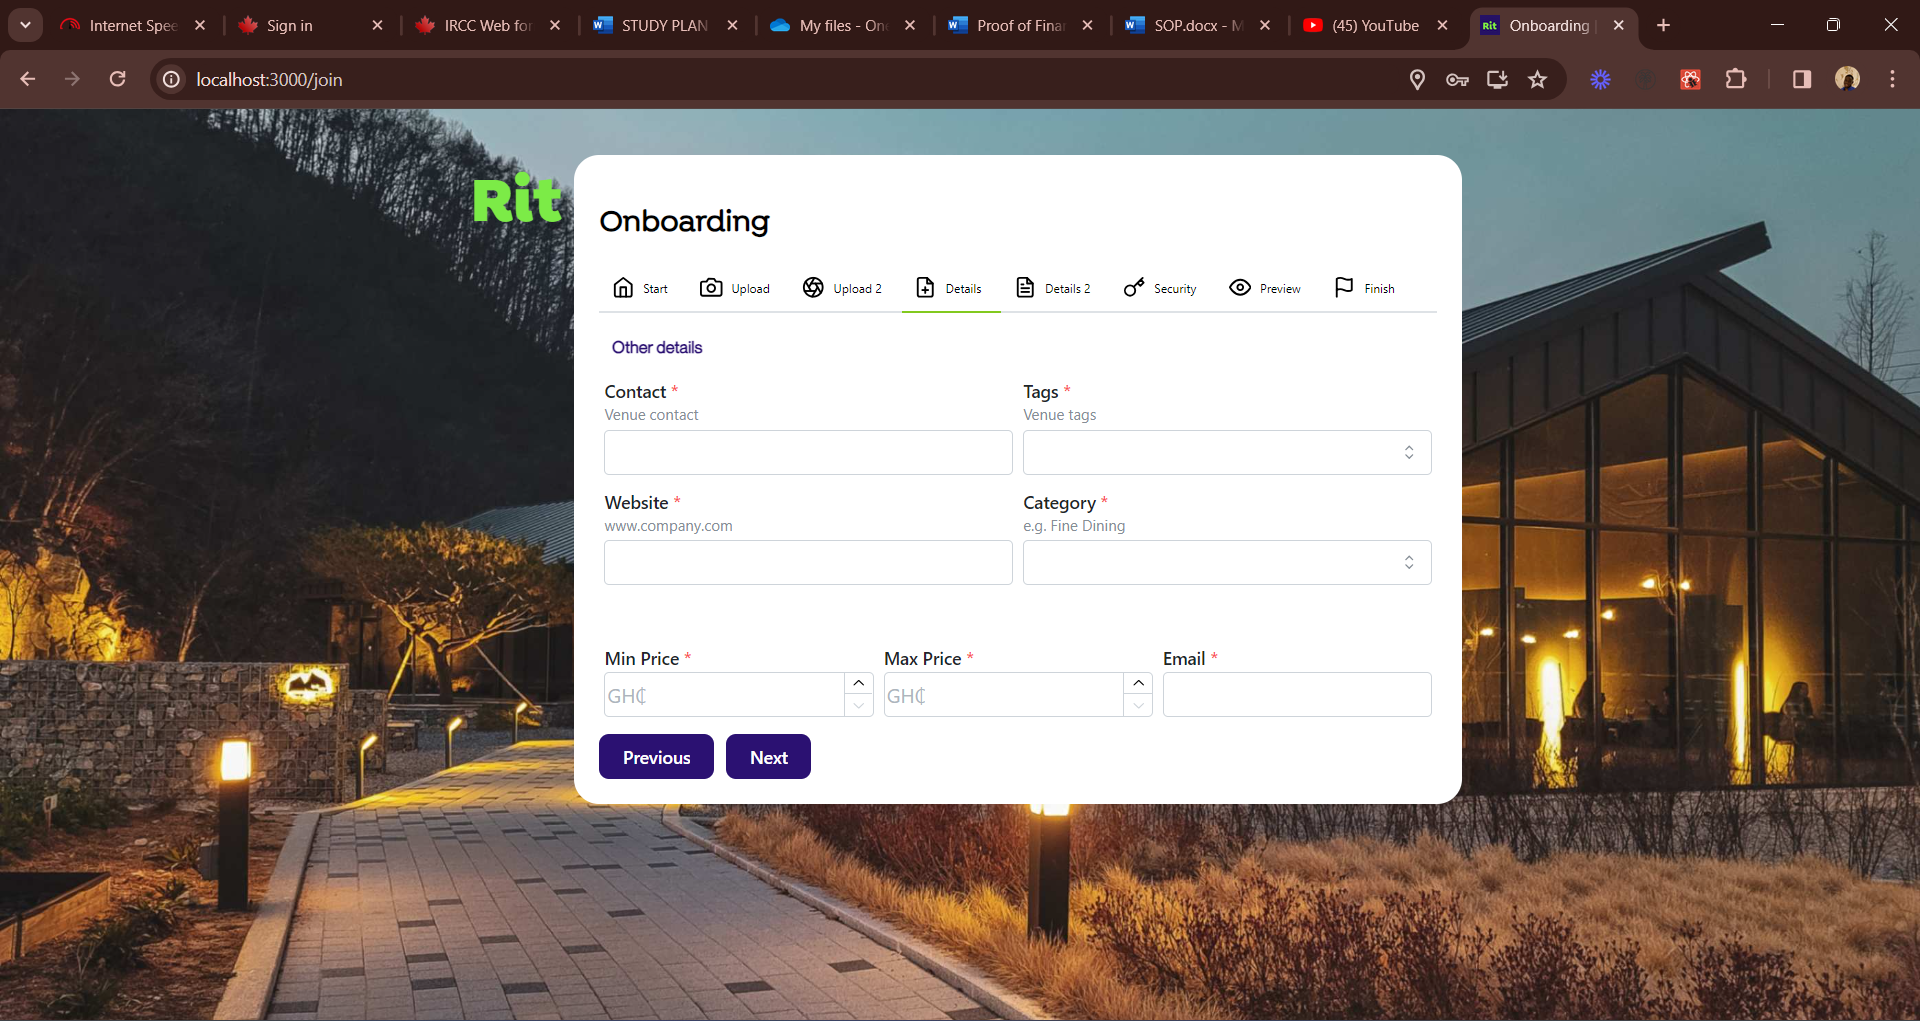 Internet Spee
Sign in
IRCC Web for
STUDY PLAN
My files - On
Proof of Finan
SOP.docx - M
(45) YouTube
Rit
Onboarding
localhost:3000/join
Rit
Onboarding
Start
Upload
Upload 2
Details
Details 2
Security
Preview
Finish
Other details
Contact *
Tags *
Venue contact
Venue tags
Website *
Category *
www.company.com
e.g. Fine Dining
Min Price *
Max Price *
Email *
GH₵
GH₵
Previous
Next